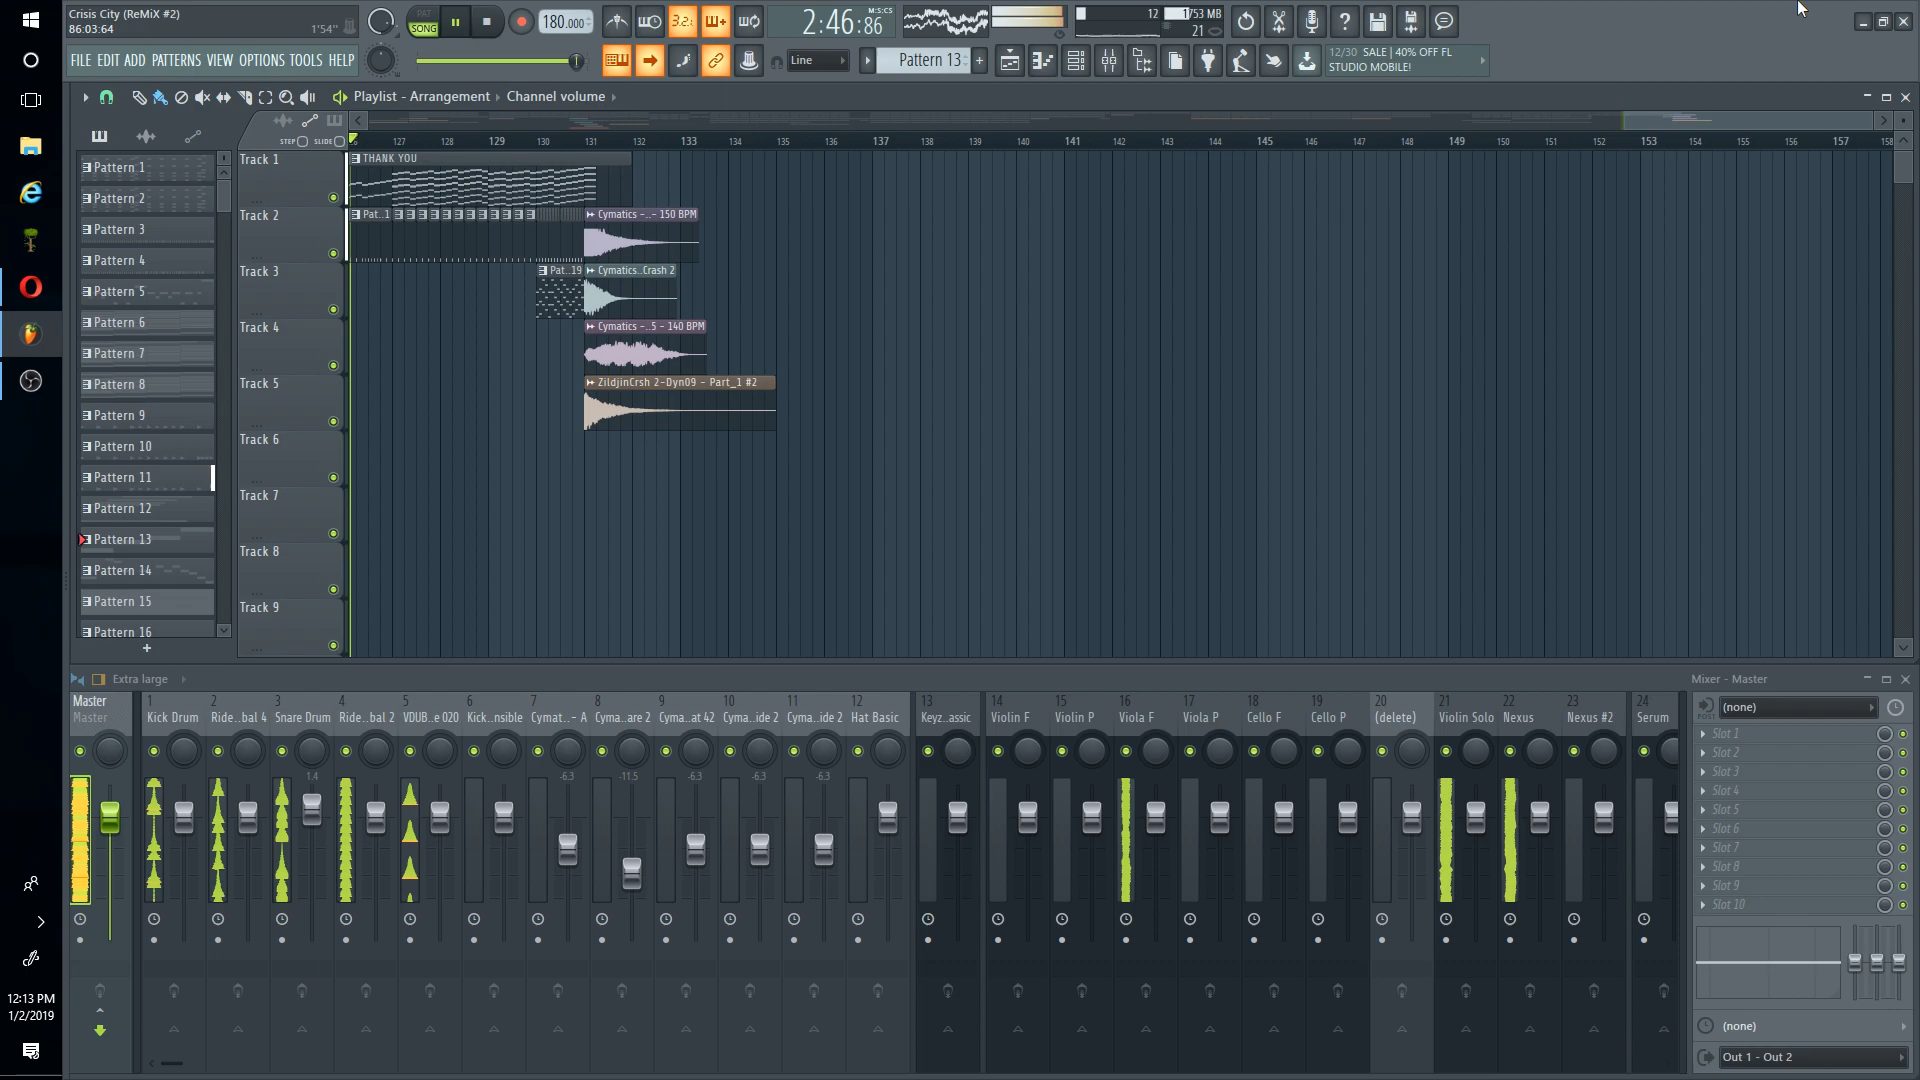 Crisis City (ReMiX #2)
86:03:64
1'54"
PAT
SONG
180.000
3.2.
2:46:86
M:S:CS
12
1753 MB
21
FILE EDIT ADD PATTERNS VIEW OPTIONS TOOLS HELP
Line
Pattern 13
+
12/30 SALE | 40% OFF FL
STUDIO MOBILE!
Playlist - Arrangement
Channel volume
STEP
SLIDE
127 128 129 130 131 132 133 134 135 136 137 138 139 140 141 142 143 144 145 146 147 148 149 150 151 152 153 154 155 156 157 158
Pattern 1
Pattern 2
Pattern 3
Pattern 4
Pattern 5
Pattern 6
Pattern 7
Pattern 8
Pattern 9
Pattern 10
Pattern 11
Pattern 12
Pattern 13
Pattern 14
Pattern 15
Pattern 16
+
Track 1
THANK YOU
Track 2
Pat..1
Cymatics -..- 150 BPM
Track 3
Pat..19
Cymatics..Crash 2
Track 4
Cymatics -..5 - 140 BPM
Track 5
ZildjinCrsh 2-Dyn09 - Part_1 #2
Track 6
Track 7
Track 8
Track 9
Extra large
Mixer - Master
Master 1 2 3 4 5 6 7 8 9 10 11 12 13 14 15 16 17 18 19 20 21 22 23 24
Master Kick Drum Ride..bal 4 Snare Drum Ride..bal 2 VDUB..e 020 Kick..nsible Cymat..- A Cyma..are 2 Cyma..at 42 Cyma..ide 2 Cyma..ide 2 Hat Basic Keyz..assic Violin F Violin P Viola F Viola P Cello F Cello P (delete) Violin Solo Nexus Nexus #2 Serum
1.4 -6.3 -11.5 -6.3 -6.3 -6.3
POST
(none)
Slot 1
Slot 2
Slot 3
Slot 4
Slot 5
Slot 6
Slot 7
Slot 8
Slot 9
Slot 10
(none)
Out 1 - Out 2
12:13 PM
1/2/2019